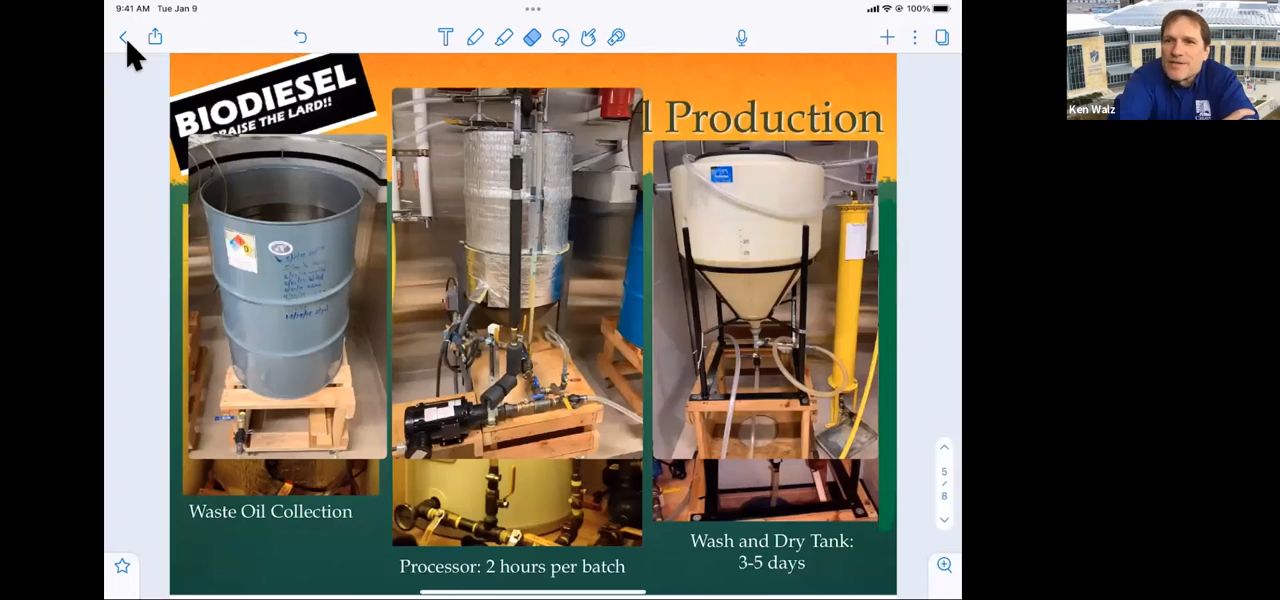 9:41 AM Tue Jan 9
100%
BIODIESEL
PRAISE THE LARD!!
l Production
Ken Walz
5
/
8
Waste Oil Collection
Processor: 2 hours per batch
Wash and Dry Tank:
3-5 days